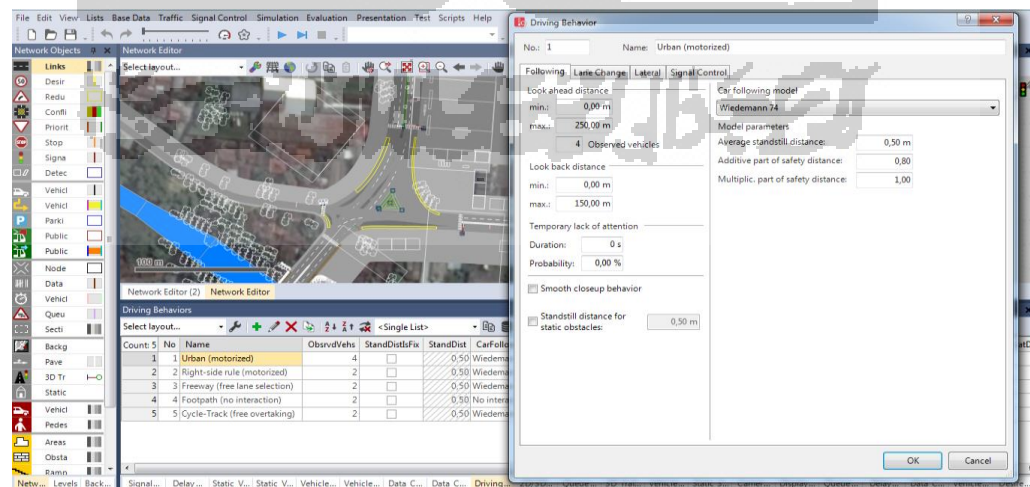 File Edit View Lists Base Data Traffic Signal Control Simulation Evaluation Presentation Test Scripts Help
Network Objects
Links
Desir
Redu
Confli
Priorit
Stop
Signa
Detec
Vehicl
Vehicl
Parki
Public
Public
Node
Data
Vehicl
Queu
Secti
Backg
Pave
3D Tr
Static
Vehicl
Pedes
Areas
Obsta
Ramp
Netw... Levels Back...
Network Editor
Select layout...
100 m
Network Editor (2) Network Editor
Driving Behaviors
Select layout... <Single List>
Count: 5 No Name ObsrvdVehs StandDistIsFix StandDist CarFollo
1 1 Urban (motorized) 4 0,50 Wiedema
2 2 Right-side rule (motorized) 2 0,50 Wiedema
3 3 Freeway (free lane selection) 2 0,50 Wiedema
4 4 Footpath (no interaction) 2 0,50 No intera
5 5 Cycle-Track (free overtaking) 2 0,50 Wiedema
Signal... Delay ... Static V... Static V... Vehicle... Vehicle... Data C... Data C... Driving...
Driving Behavior
No.: 1 Name: Urban (motorized)
Following Lane Change Lateral Signal Control
Look ahead distance
min.: 0,00 m
max.: 250,00 m
4 Observed vehicles
Look back distance
min.: 0,00 m
max.: 150,00 m
Temporary lack of attention
Duration: 0 s
Probability: 0,00 %
Smooth closeup behavior
Standstill distance for
static obstacles: 0,50 m
Car following model
Wiedemann 74
Model parameters
Average standstill distance: 0,50 m
Additive part of safety distance: 0,80
Multiplic. part of safety distance: 1,00
OK Cancel